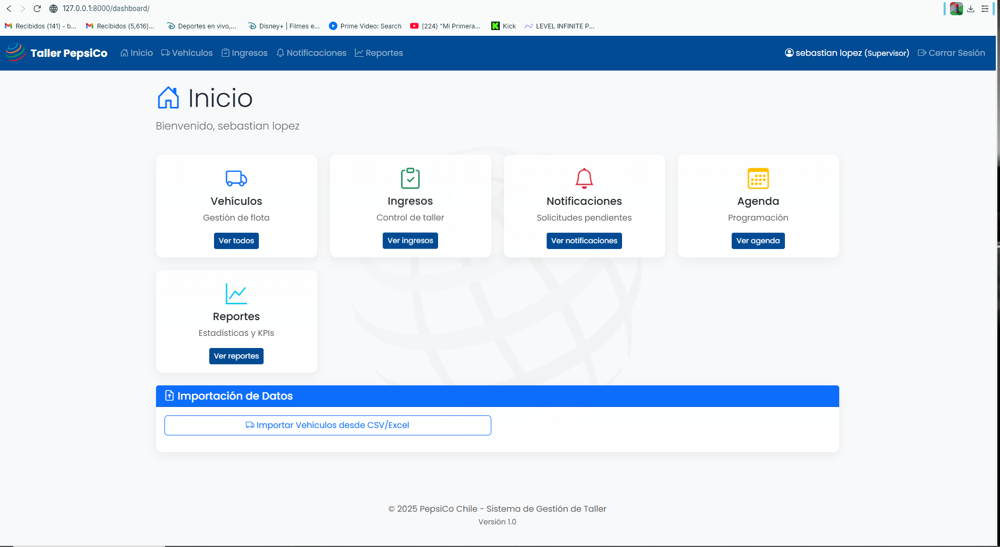 127.0.0.1:8000/dashboard/
Recibidos (141) - b... Recibidos (5,616)... Deportes en vivo,... Disney+ | Filmes e... Prime Video: Search (224) "Mi Primera... Kick LEVEL INFINITE P...
Taller PepsiCo Inicio Vehículos Ingresos Notificaciones Reportes sebastian lopez (Supervisor) Cerrar Sesión
Inicio
Bienvenido, sebastian lopez
Vehículos
Gestión de flota
Ver todos
Ingresos
Control de taller
Ver ingresos
Notificaciones
Solicitudes pendientes
Ver notificaciones
Agenda
Programación
Ver agenda
Reportes
Estadísticas y KPIs
Ver reportes
Importación de Datos
Importar Vehículos desde CSV/Excel
© 2025 PepsiCo Chile - Sistema de Gestión de Taller
Versión 1.0